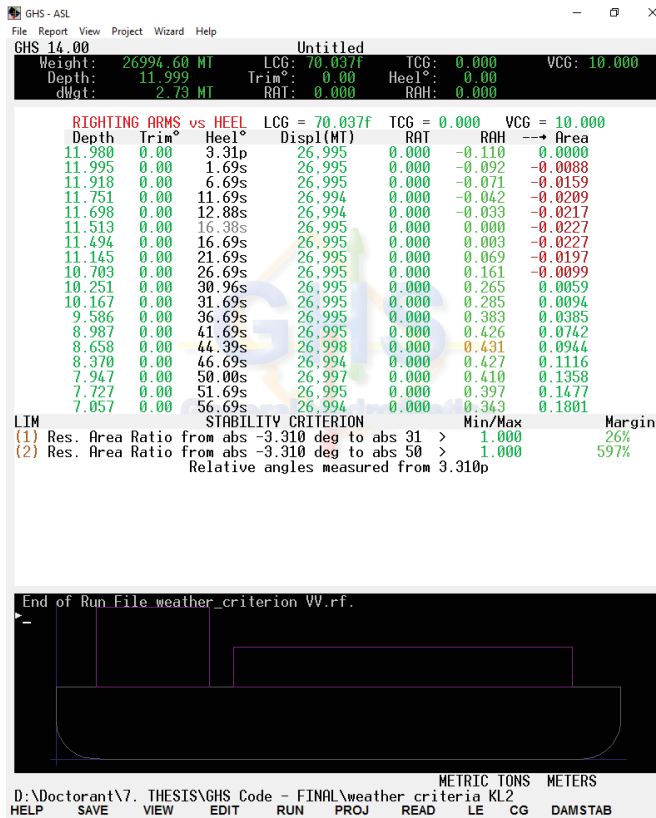 GHS - ASL
File Report View Project Wizard Help
GHS 14.00 Untitled
Weight: 26994.60 MT LCG: 70.037f TCG: 0.000 VCG: 10.000
Depth: 11.999 Trim°: 0.00 Heel°: 0.00
dWgt: 2.73 MT RAT: 0.000 RAH: 0.000
RIGHTING ARMS vs HEEL LCG = 70.037f TCG = 0.000 VCG = 10.000
Depth Trim° Heel° Displ(MT) RAT RAH --→ Area
11.980 0.00 3.31p 26,995 0.000 -0.110 0.0000
11.995 0.00 1.69s 26,995 0.000 -0.092 -0.0088
11.918 0.00 6.69s 26,995 0.000 -0.071 -0.0159
11.751 0.00 11.69s 26,994 0.000 -0.042 -0.0209
11.698 0.00 12.88s 26,994 0.000 -0.033 -0.0217
11.513 0.00 16.38s 26,995 0.000 0.000 -0.0227
11.494 0.00 16.69s 26,995 0.000 0.003 -0.0227
11.145 0.00 21.69s 26,995 0.000 0.069 -0.0197
10.703 0.00 26.69s 26,995 0.000 0.161 -0.0099
10.251 0.00 30.96s 26,995 0.000 0.265 0.0059
10.167 0.00 31.69s 26,995 0.000 0.285 0.0094
9.586 0.00 36.69s 26,995 0.000 0.383 0.0385
8.987 0.00 41.69s 26,995 0.000 0.426 0.0742
8.658 0.00 44.39s 26,998 0.000 0.431 0.0944
8.370 0.00 46.69s 26,994 0.000 0.427 0.1116
7.947 0.00 50.00s 26,997 0.000 0.410 0.1358
7.727 0.00 51.69s 26,995 0.000 0.397 0.1477
7.057 0.00 56.69s 26,994 0.000 0.343 0.1801
LIM STABILITY CRITERION Min/Max Margin
(1) Res. Area Ratio from abs -3.310 deg to abs 31 > 1.000 26%
(2) Res. Area Ratio from abs -3.310 deg to abs 50 > 1.000 597%
Relative angles measured from 3.310p
End of Run File weather_criterion VV.rf.
METRIC TONS METERS
D:\Doctorant\7. THESIS\GHS Code - FINAL\weather criteria KL2
HELP SAVE VIEW EDIT RUN PROJ READ LE CG DAMSTAB